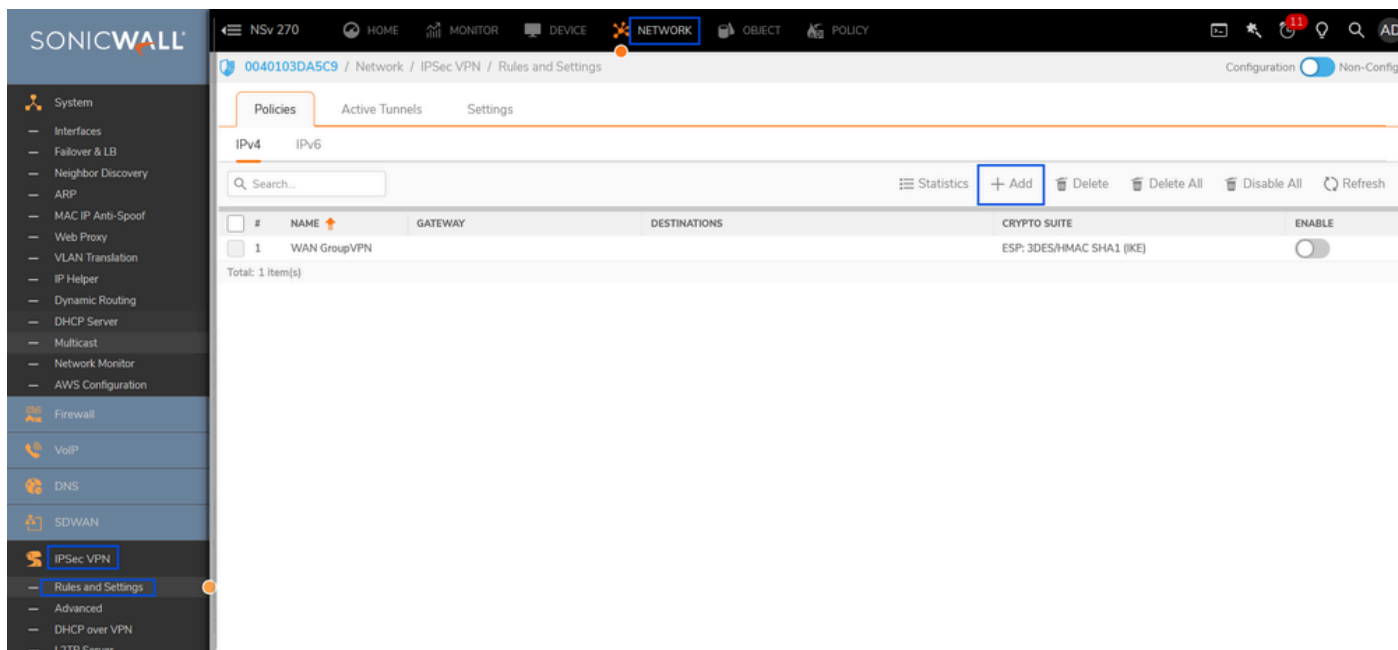 SONICWALL
NSv 270 HOME MONITOR DEVICE NETWORK OBJECT POLICY 11 AD
0040103DA5C9 / Network / IPSec VPN / Rules and Settings Configuration Non-Config
System
Interfaces
Failover & LB
Neighbor Discovery
ARP
MAC IP Anti-Spoof
Web Proxy
VLAN Translation
IP Helper
Dynamic Routing
DHCP Server
Multicast
Network Monitor
AWS Configuration
Firewall
VoIP
DNS
SDWAN
IPSec VPN
Rules and Settings
Advanced
DHCP over VPN
L2TP Server
Policies Active Tunnels Settings
IPv4 IPv6
Search... Statistics + Add Delete Delete All Disable All Refresh
# NAME GATEWAY DESTINATIONS CRYPTO SUITE ENABLE
1 WAN GroupVPN ESP: 3DES/HMAC SHA1 (IKE)
Total: 1 item(s)